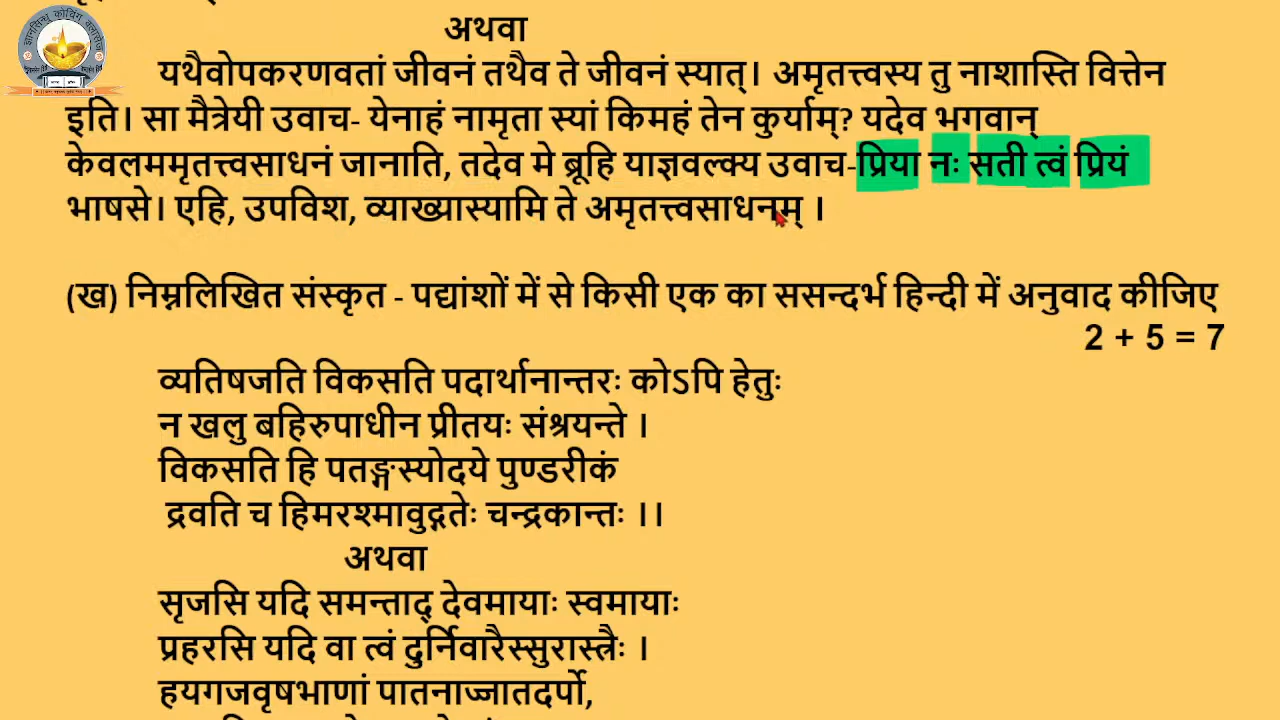 ज्ञानसिन्धु कोचिंग क्लासेज
अथवा
यथैवोपकरणवतां जीवनं तथैव ते जीवनं स्यात्। अमृतत्त्वस्य तु नाशास्ति वित्तेन
इति। सा मैत्रेयी उवाच- येनाहं नामृता स्यां किमहं तेन कुर्याम्? यदेव भगवान्
केवलममृतत्त्वसाधनं जानाति, तदेव मे ब्रूहि याज्ञवल्क्य उवाच-प्रिया नः सती त्वं प्रियं
भाषसे। एहि, उपविश, व्याख्यास्यामि ते अमृतत्त्वसाधनम् ।
(ख) निम्नलिखित संस्कृत - पद्यांशों में से किसी एक का ससन्दर्भ हिन्दी में अनुवाद कीजिए
2 + 5 = 7
व्यतिषजति विकसति पदार्थानान्तरः कोऽपि हेतुः
न खलु बहिरुपाधीन प्रीतयः संश्रयन्ते ।
विकसति हि पतङ्गस्योदये पुण्डरीकं
द्रवति च हिमरश्मावुद्गतेः चन्द्रकान्तः ।।
अथवा
सृजसि यदि समन्ताद् देवमायाः स्वमायाः
प्रहरसि यदि वा त्वं दुर्निवारैस्सुरास्त्रैः ।
हयगजवृषभाणां पातनाज्जातदर्पो,